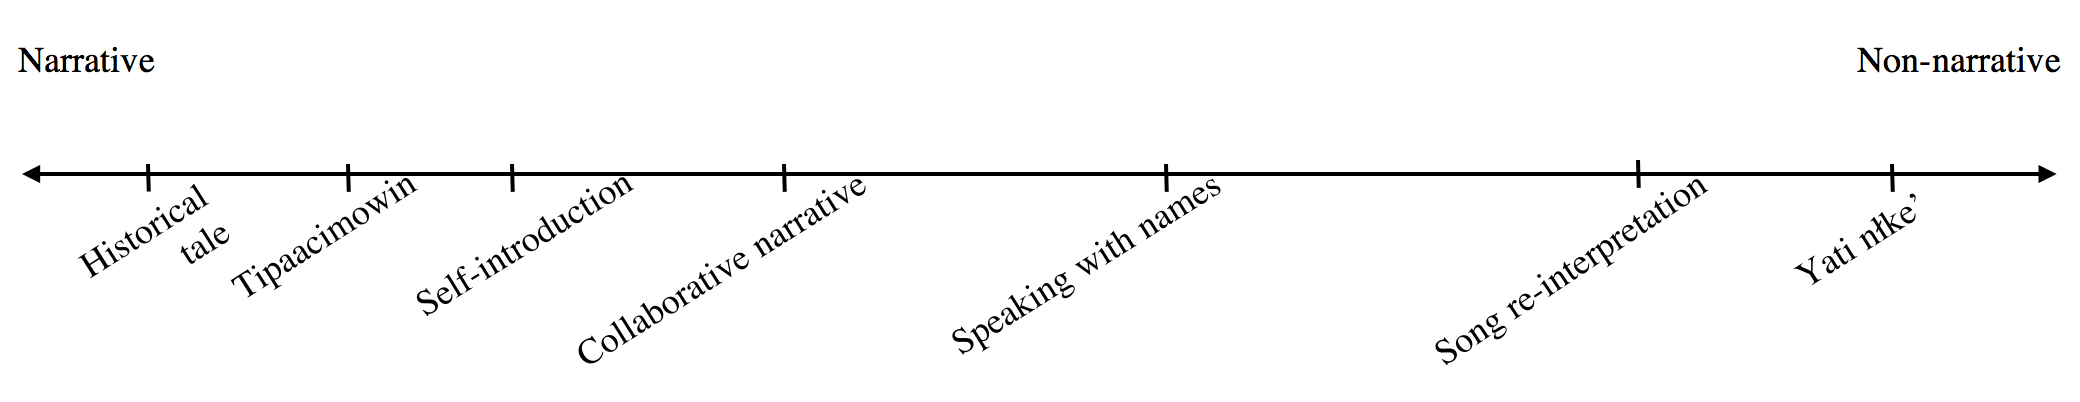 Narrative
Non-narrative
Historical
tale
Tipaacimowin
Self-introduction
Collaborative narrative
Speaking with names
Song re-interpretation
Yati nłke’